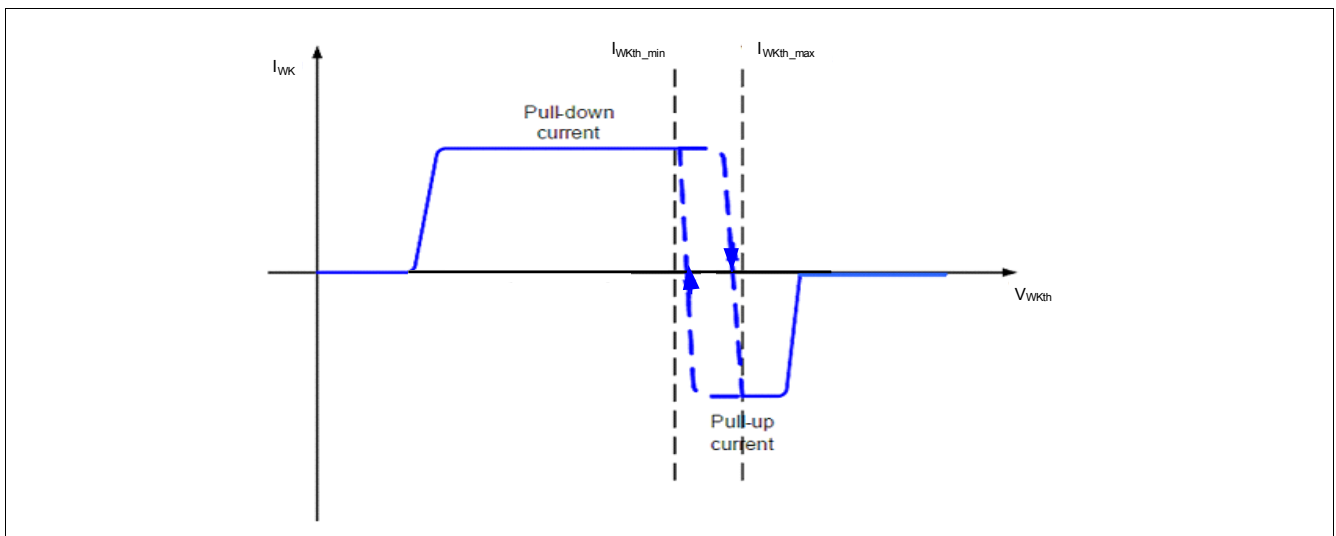 I_WKth_min
I_WKth_max
I_WK
Pull-down
current
V_WKth
Pull-up
current